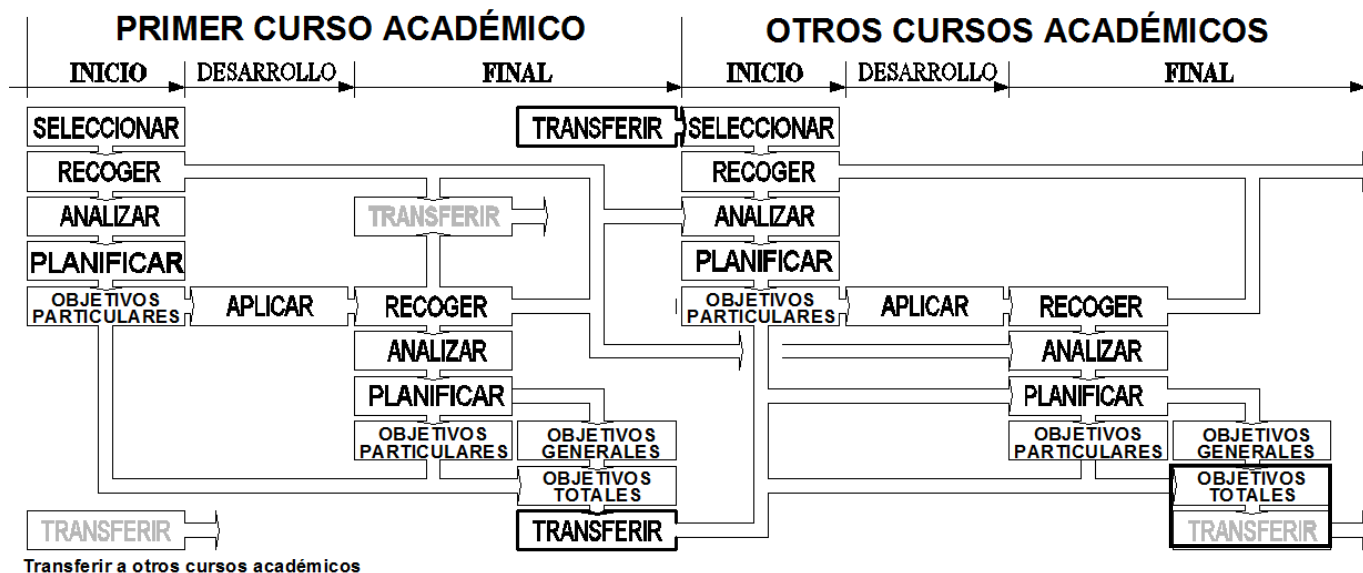 PRIMER CURSO ACADÉMICO
OTROS CURSOS ACADÉMICOS
INICIO
DESARROLLO
FINAL
INICIO
DESARROLLO
FINAL
SELECCIONAR
TRANSFERIR
SELECCIONAR
RECOGER
RECOGER
ANALIZAR
TRANSFERIR
ANALIZAR
PLANIFICAR
PLANIFICAR
OBJETIVOS
PARTICULARES
APLICAR
RECOGER
OBJETIVOS
PARTICULARES
APLICAR
RECOGER
ANALIZAR
ANALIZAR
PLANIFICAR
PLANIFICAR
OBJETIVOS
PARTICULARES
OBJETIVOS
GENERALES
OBJETIVOS
PARTICULARES
OBJETIVOS
GENERALES
OBJETIVOS
TOTALES
OBJETIVOS
TOTALES
TRANSFERIR
TRANSFERIR
TRANSFERIR
Transferir a otros cursos académicos